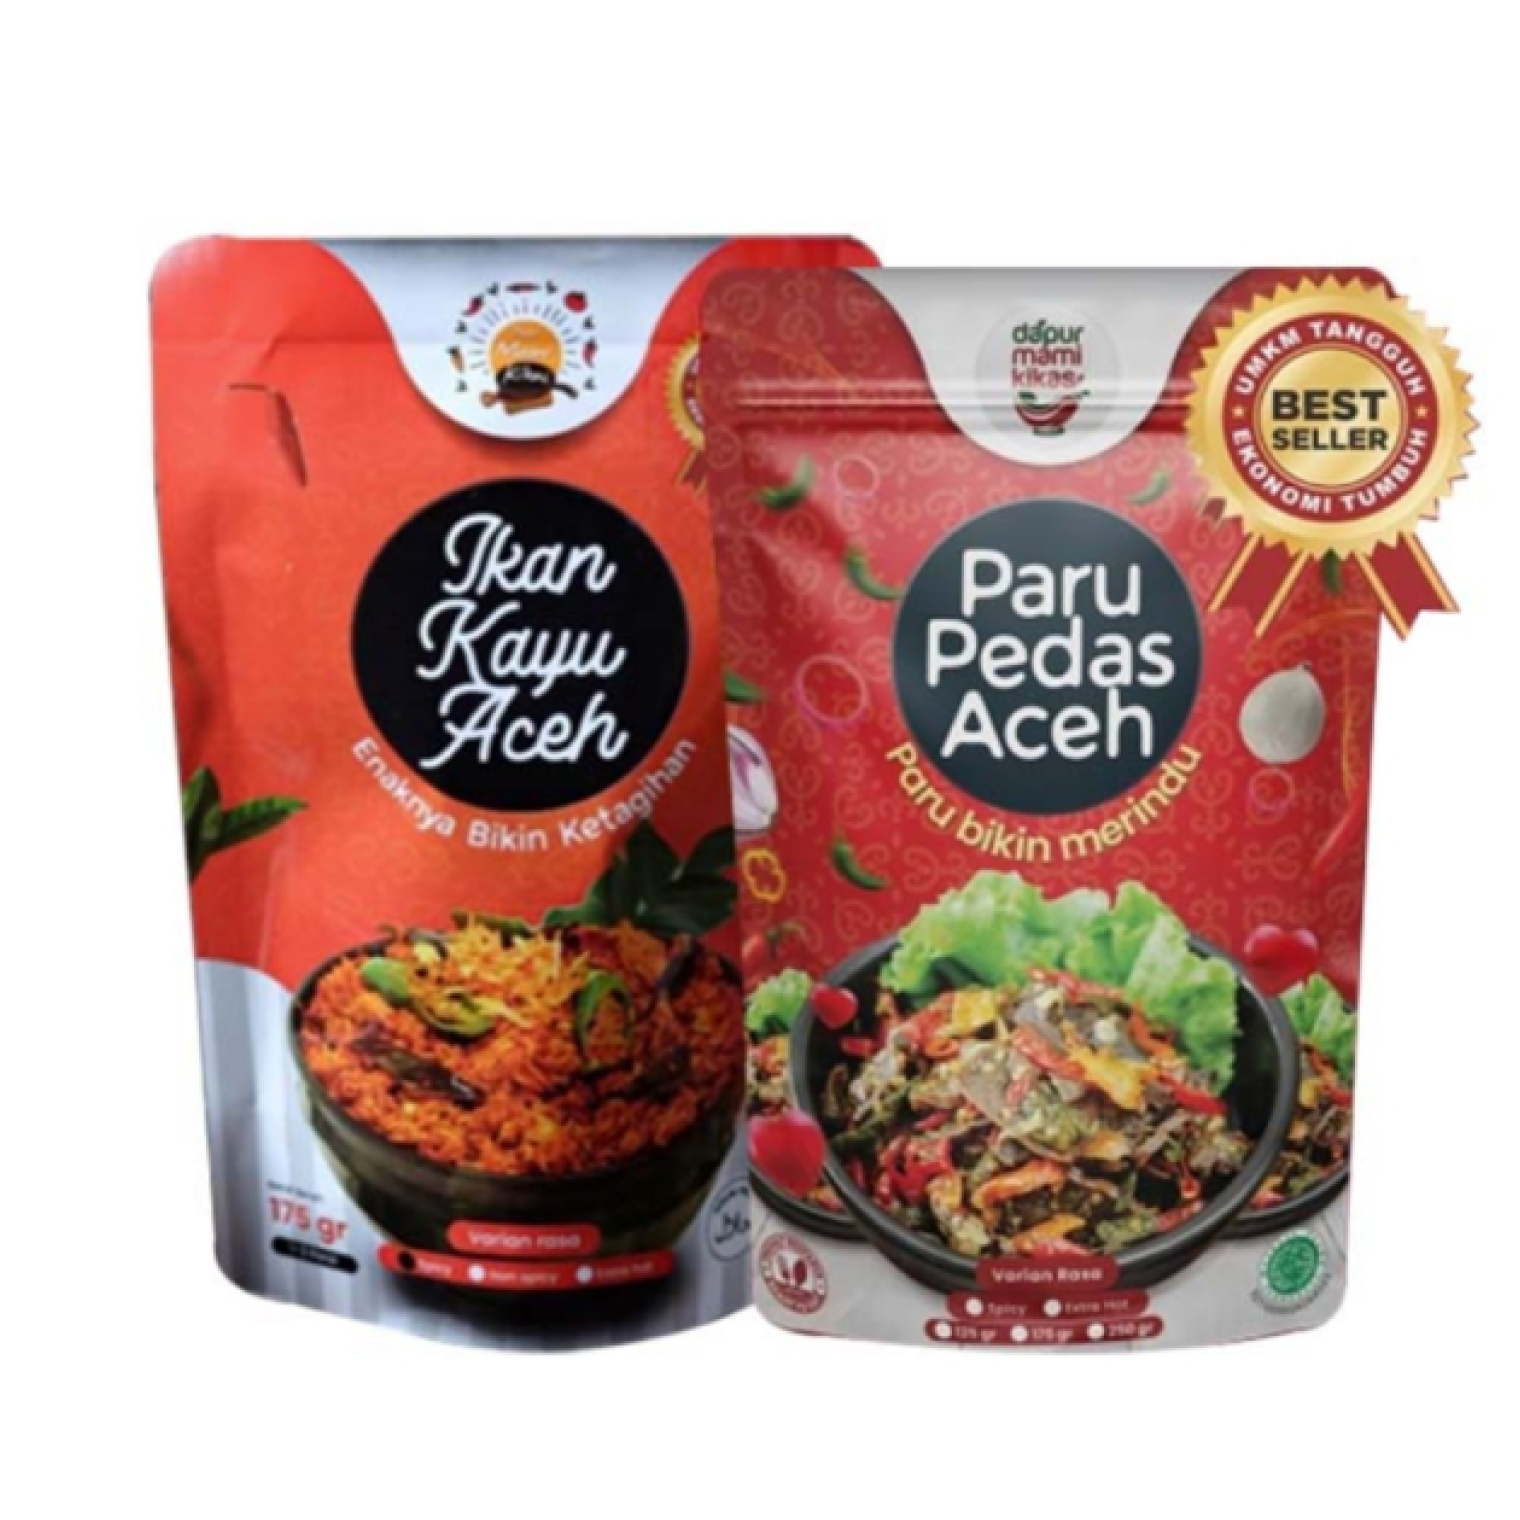 Ikan
Kayu
Aceh
Enaknya Bikin Ketagihan
175 gr
Varian rasa
dapur
mami
kikas
Paru
Pedas
Aceh
Paru bikin merindu
Varian Rasa
Spicy Extra Hot
125 gr 175 gr 250 gr
UMKM TANGGUH
BEST
SELLER
EKONOMI TUMBUH